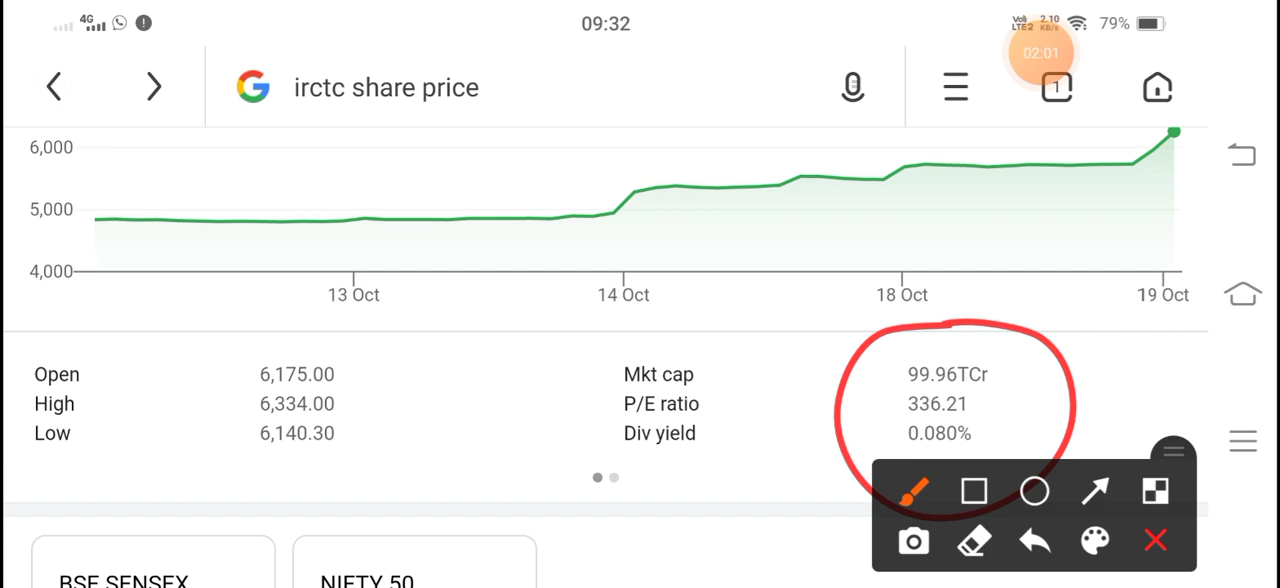 4G
09:32
VoLTE2 2.10 KB/s 79%
02:01
irctc share price
1
6,000
5,000
4,000
13 Oct 14 Oct 18 Oct 19 Oct
Open 6,175.00 Mkt cap 99.96TCr
High 6,334.00 P/E ratio 336.21
Low 6,140.30 Div yield 0.080%
BSE SENSEX NIFTY 50